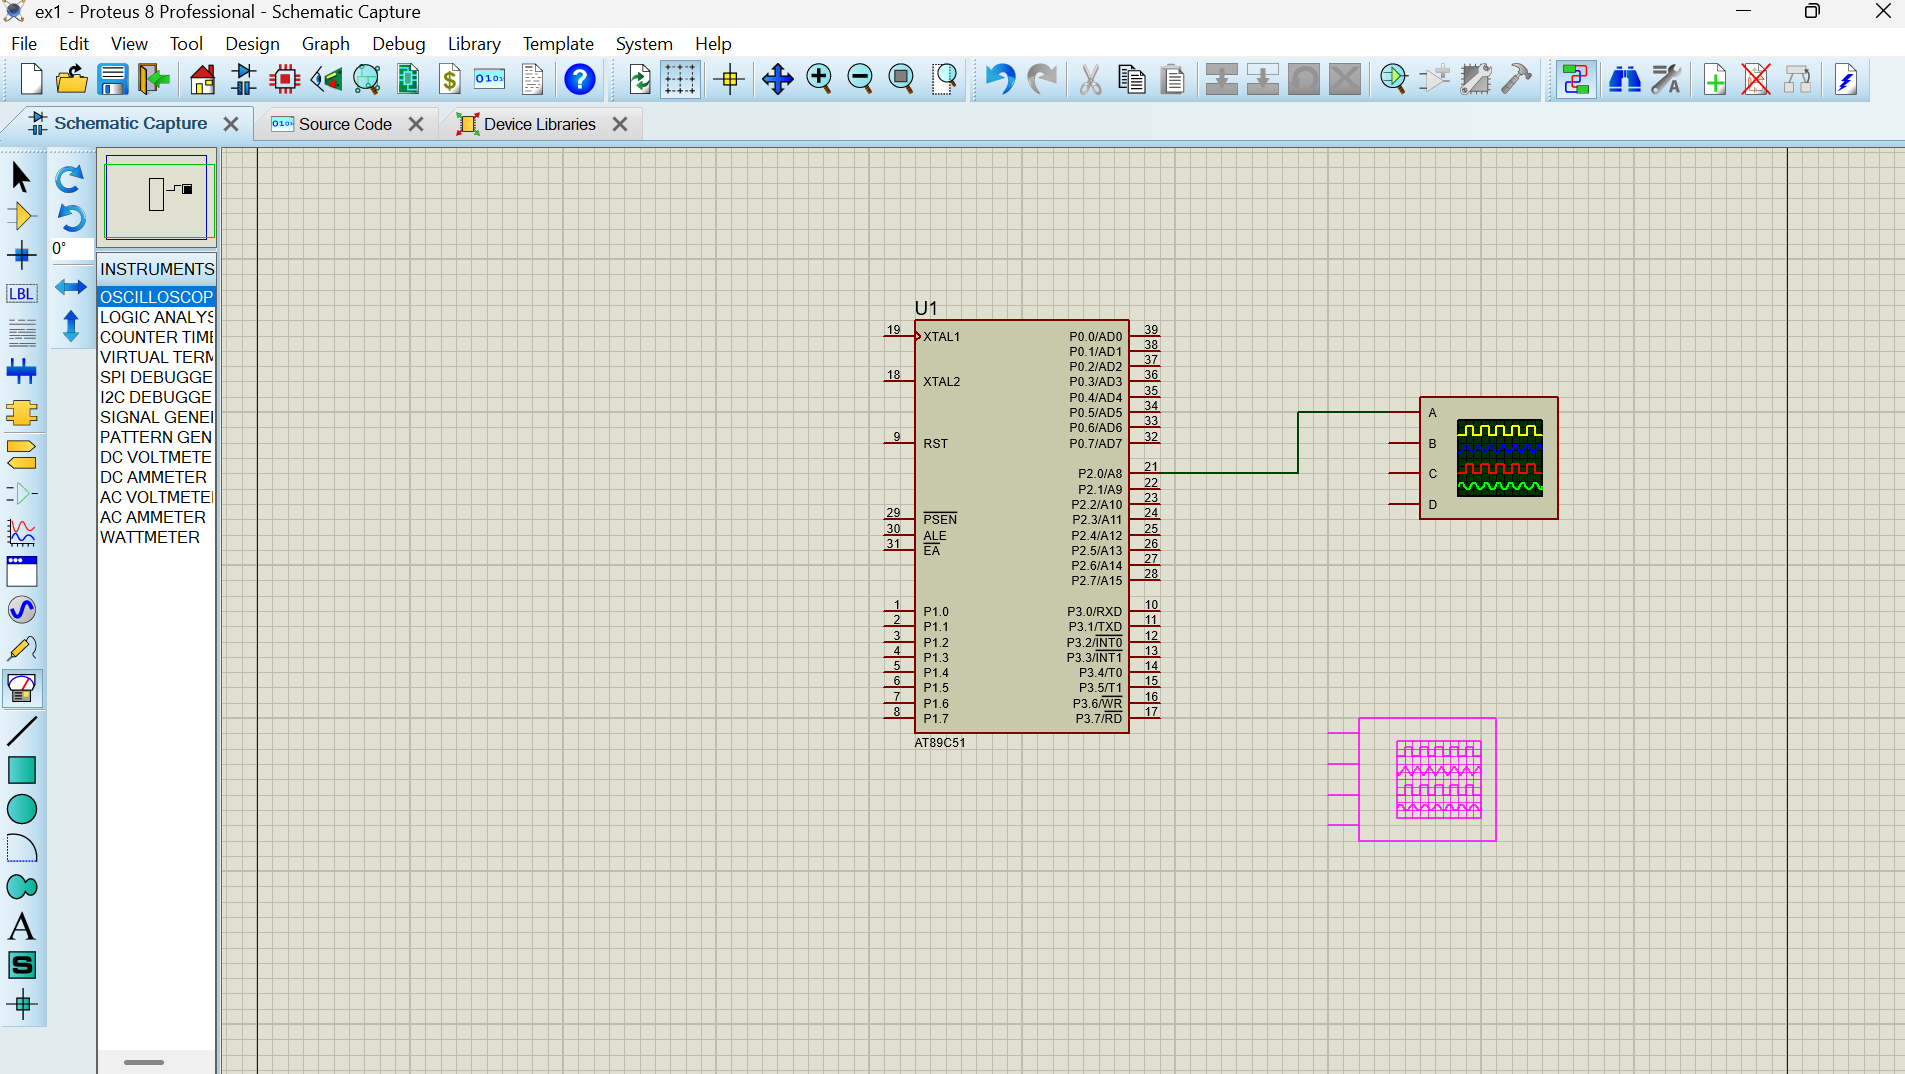 ex1 - Proteus 8 Professional - Schematic Capture
File Edit View Tool Design Graph Debug Library Template System Help
Schematic Capture Source Code Device Libraries
0°
INSTRUMENTS
OSCILLOSCOP
LOGIC ANALYS
COUNTER TIME
VIRTUAL TERM
SPI DEBUGGE
I2C DEBUGGE
SIGNAL GENE
PATTERN GEN
DC VOLTMETE
DC AMMETER
AC VOLTMETE
AC AMMETER
WATTMETER
LBL
A
S
U1
19 XTAL1 P0.0/AD0 39
P0.1/AD1 38
P0.2/AD2 37
18 XTAL2 P0.3/AD3 36
P0.4/AD4 35
P0.5/AD5 34
P0.6/AD6 33
9 RST P0.7/AD7 32
P2.0/A8 21
P2.1/A9 22
P2.2/A10 23
29 PSEN P2.3/A11 24
30 ALE P2.4/A12 25
31 EA P2.5/A13 26
P2.6/A14 27
P2.7/A15 28
1 P1.0 P3.0/RXD 10
2 P1.1 P3.1/TXD 11
3 P1.2 P3.2/INT0 12
4 P1.3 P3.3/INT1 13
5 P1.4 P3.4/T0 14
6 P1.5 P3.5/T1 15
7 P1.6 P3.6/WR 16
8 P1.7 P3.7/RD 17
AT89C51
A
B
C
D